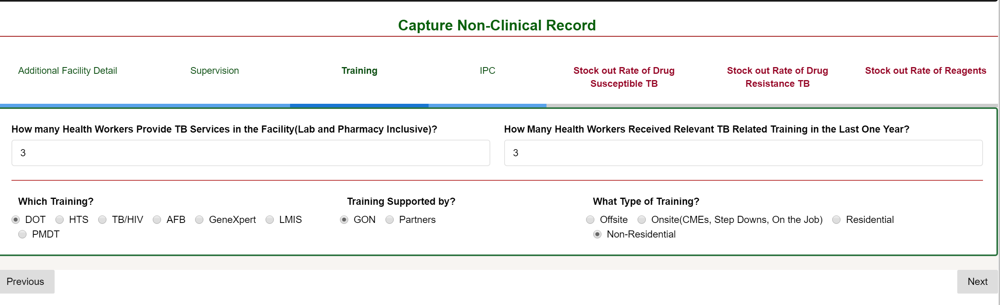 Capture Non-Clinical Record
Additional Facility Detail
Supervision
Training
IPC
Stock out Rate of Drug
Susceptible TB
Stock out Rate of Drug
Resistance TB
Stock out Rate of Reagents
How many Health Workers Provide TB Services in the Facility(Lab and Pharmacy Inclusive)?
3
How Many Health Workers Received Relevant TB Related Training in the Last One Year?
3
Which Training?
DOT HTS TB/HIV AFB GeneXpert LMIS
PMDT
Training Supported by?
GON Partners
What Type of Training?
Offsite Onsite(CMEs, Step Downs, On the Job) Residential
Non-Residential
Previous
Next